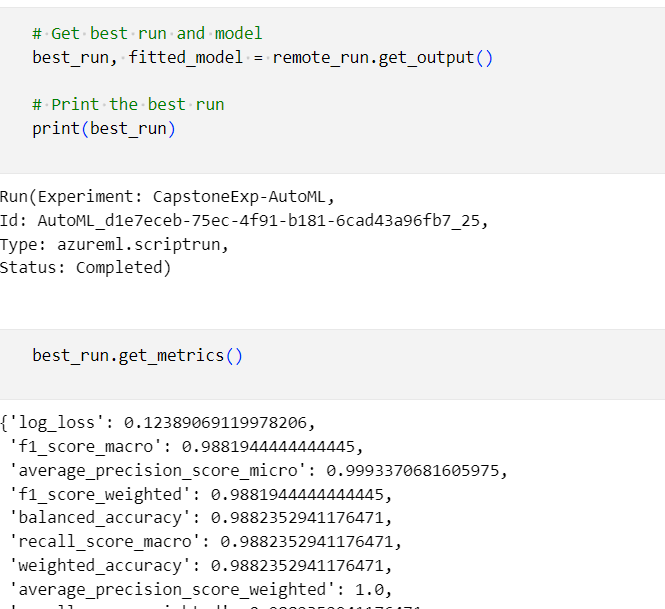 # Get best run and model
best_run, fitted_model = remote_run.get_output()
# Print the best run
print(best_run)
Run(Experiment: CapstoneExp-AutoML,
Id: AutoML_d1e7eceb-75ec-4f91-b181-6cad43a96fb7_25,
Type: azureml.scriptrun,
Status: Completed)
best_run.get_metrics()
{'log_loss': 0.12389069119978206,
'f1_score_macro': 0.9881944444444445,
'average_precision_score_micro': 0.9993370681605975,
'f1_score_weighted': 0.9881944444444445,
'balanced_accuracy': 0.9882352941176471,
'recall_score_macro': 0.9882352941176471,
'weighted_accuracy': 0.9882352941176471,
'average_precision_score_weighted': 1.0,